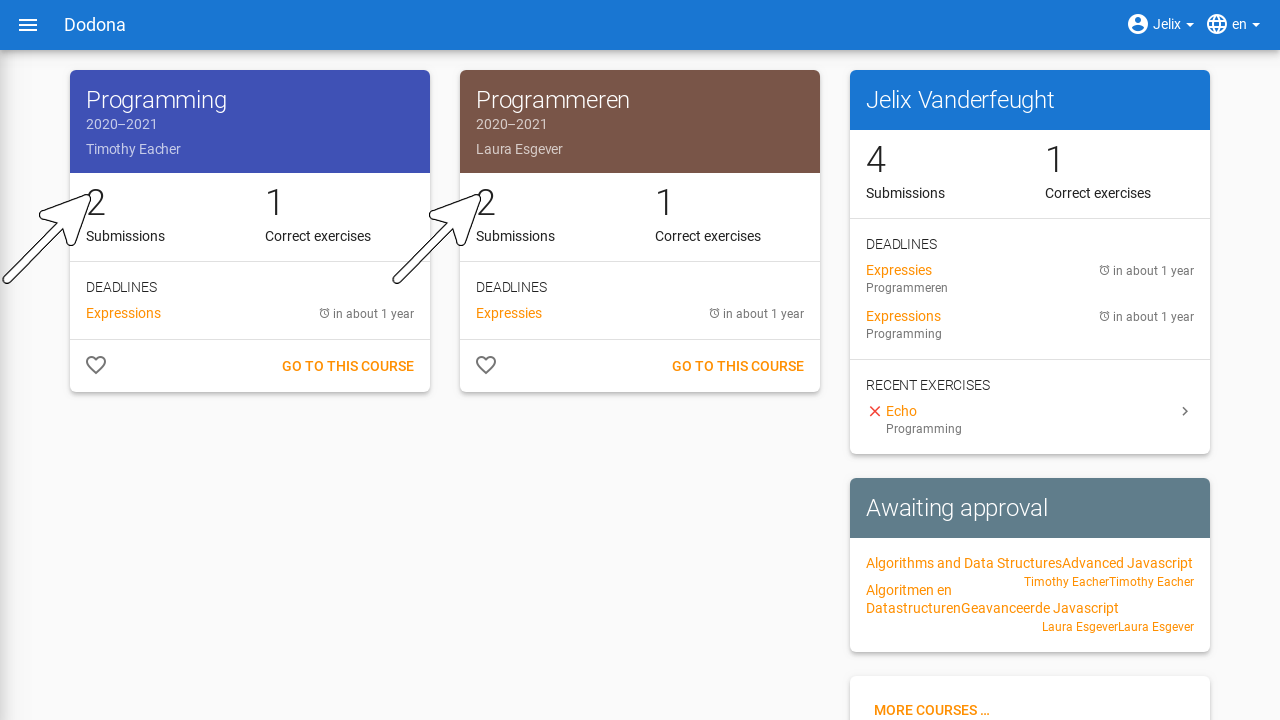 Dodona
Jelix
en
Programming
2020–2021
Timothy Eacher
2
1
Submissions
Correct exercises
DEADLINES
Expressions
in about 1 year
GO TO THIS COURSE
Programmeren
2020–2021
Laura Esgever
2
1
Submissions
Correct exercises
DEADLINES
Expressies
in about 1 year
GO TO THIS COURSE
Jelix Vanderfeught
4
1
Submissions
Correct exercises
DEADLINES
Expressies
in about 1 year
Programmeren
Expressions
in about 1 year
Programming
RECENT EXERCISES
Echo
Programming
Awaiting approval
Algorithms and Data StructuresAdvanced Javascript
Timothy EacherTimothy Eacher
Algoritmen en
DatastructurenGeavanceerde Javascript
Laura EsgeverLaura Esgever
MORE COURSES ...